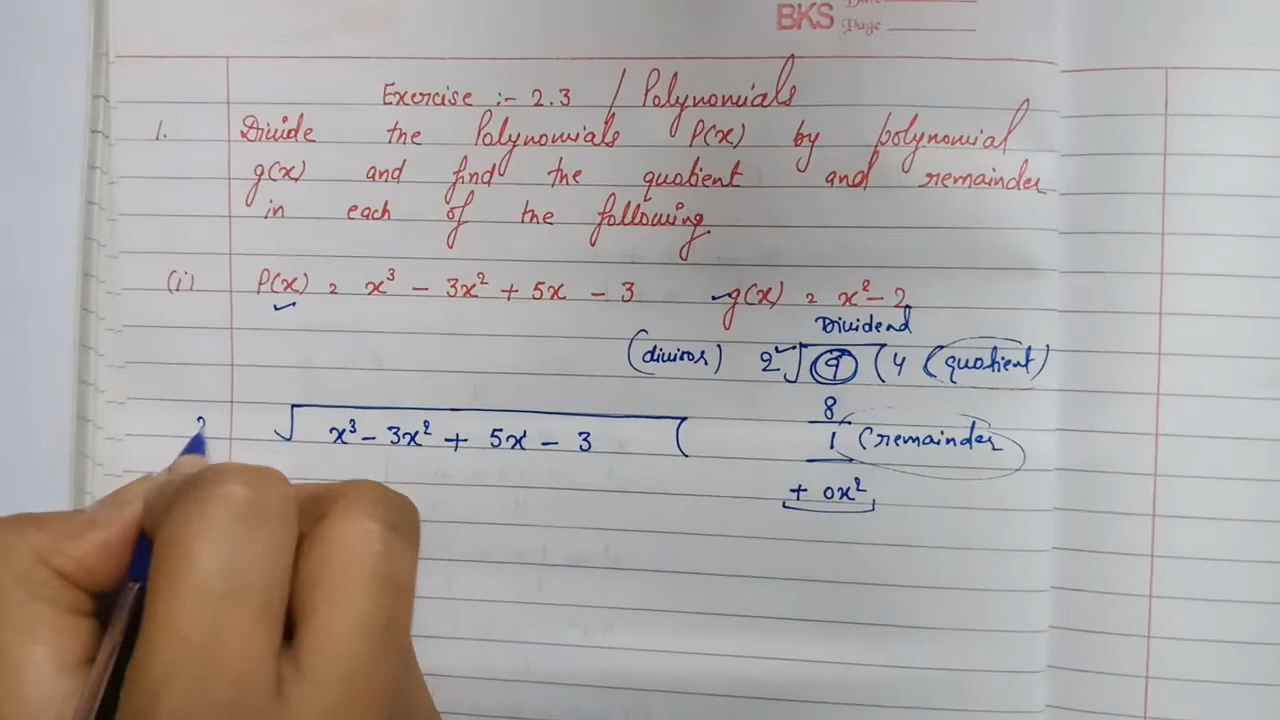 BKS Page
Exercise :- 2.3 / Polynomials
1. Divide the Polynomials P(x) by polynomial
g(x) and find the quotient and remainder
in each of the following
(i) P(x) = x³ - 3x² + 5x - 3 g(x) = x² - 2
Dividend
(divisor) 2 9 (4 (quotient)
8
x³ - 3x² + 5x - 3 ( 1 (remainder
+ 0x²